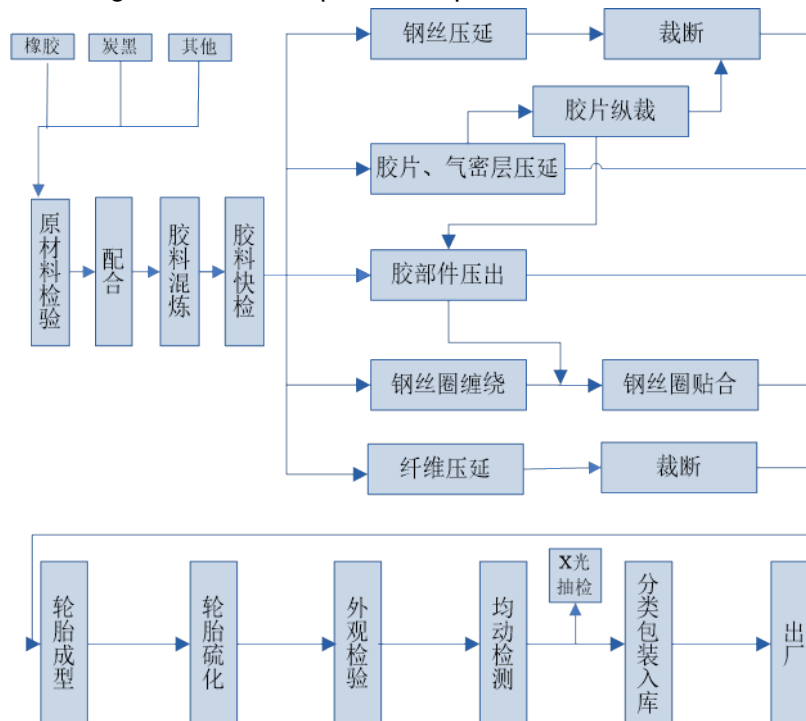 橡胶
炭黑
其他
钢丝压延
裁断
胶片纵裁
胶片、气密层压延
原材料检验
配合
胶料混炼
胶料快检
胶部件压出
钢丝圈缠绕
钢丝圈贴合
纤维压延
裁断
轮胎成型
轮胎硫化
外观检验
均动检测
X光
抽检
分类包装入库
出厂